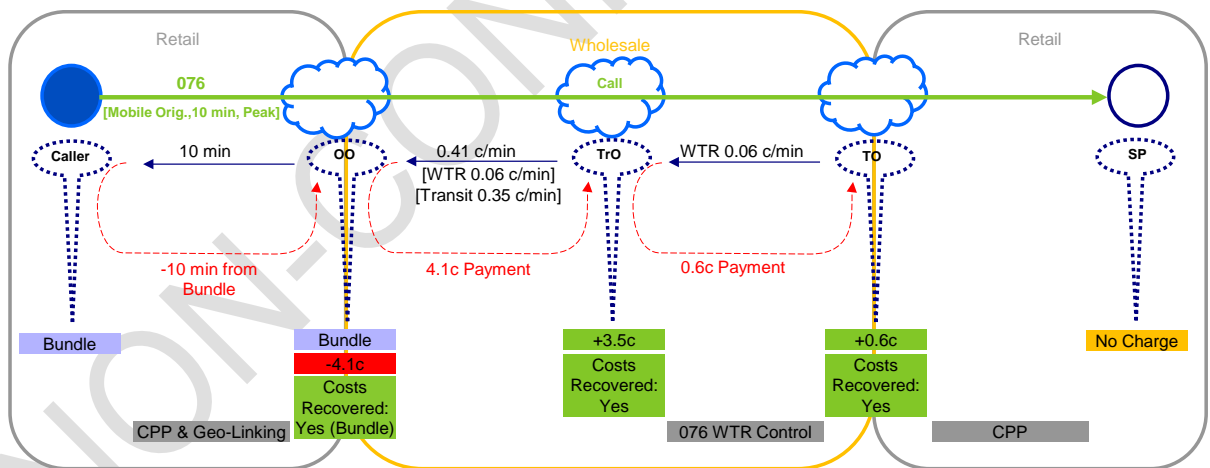 Retail
Wholesale
Retail
076
Call
[Mobile Orig.,10 min, Peak]
Caller
10 min
OO
0.41 c/min
[WTR 0.06 c/min]
[Transit 0.35 c/min]
TrO
WTR 0.06 c/min
TO
SP
-10 min from
Bundle
4.1c Payment
0.6c Payment
Bundle
Bundle
-4.1c
Costs
Recovered:
Yes (Bundle)
+3.5c
Costs
Recovered:
Yes
+0.6c
Costs
Recovered:
Yes
No Charge
CPP & Geo-Linking
076 WTR Control
CPP
NON-CON